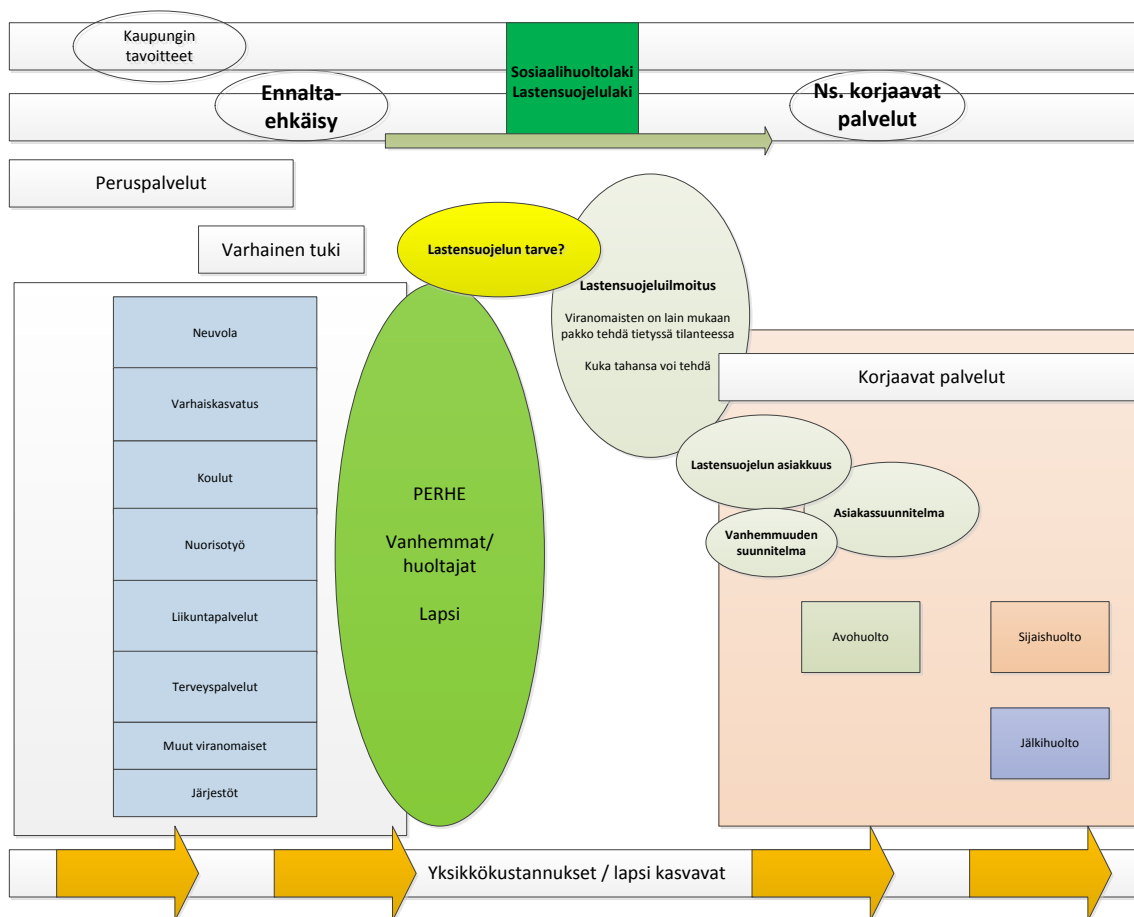 Kaupungin
tavoitteet
Sosiaalihuoltolaki
Lastensuojelulaki
Ennalta-
ehkäisy
Ns. korjaavat
palvelut
Peruspalvelut
Varhainen tuki
Lastensuojelun tarve?
Lastensuojeluilmoitus
Viranomaisten on lain mukaan
pakko tehdä tietyssä tilanteessa
Kuka tahansa voi tehdä
Neuvola
Varhaiskasvatus
Koulut
Nuorisotyö
Liikuntapalvelut
Terveyspalvelut
Muut viranomaiset
Järjestöt
PERHE
Vanhemmat/
huoltajat
Lapsi
Korjaavat palvelut
Lastensuojelun asiakkuus
Asiakassuunnitelma
Vanhemmuuden
suunnitelma
Avohuolto
Sijaishuolto
Jälkihuolto
Yksikkökustannukset / lapsi kasvavat